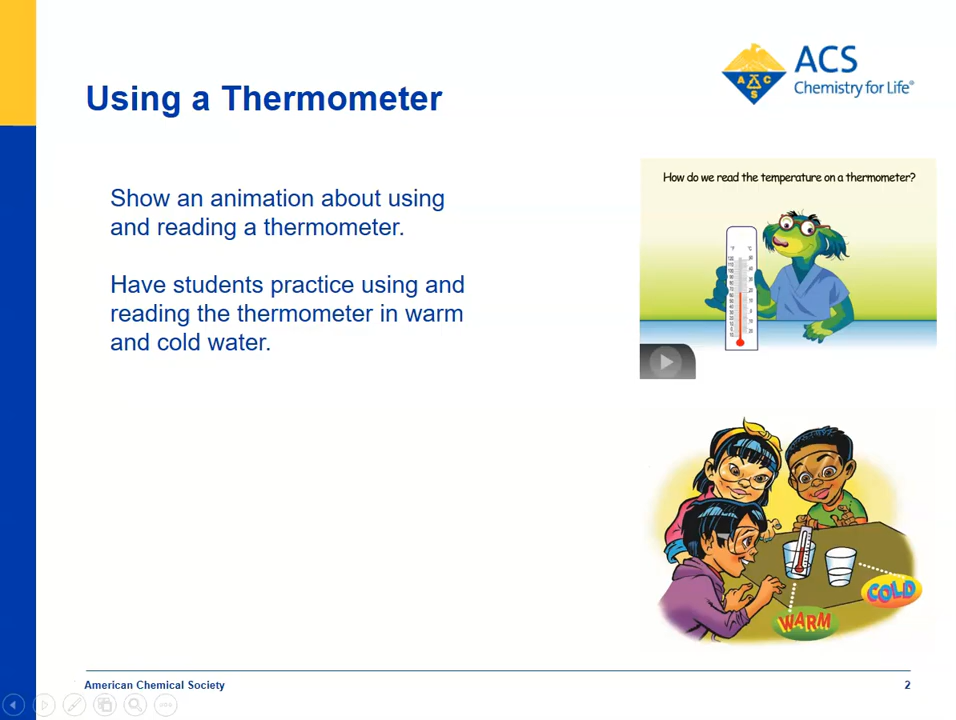 ACS
Chemistry for Life®
A C S
Using a Thermometer
Show an animation about using
and reading a thermometer.
Have students practice using and
reading the thermometer in warm
and cold water.
How do we read the temperature on a thermometer?
°F °C
COLD
WARM
American Chemical Society
2